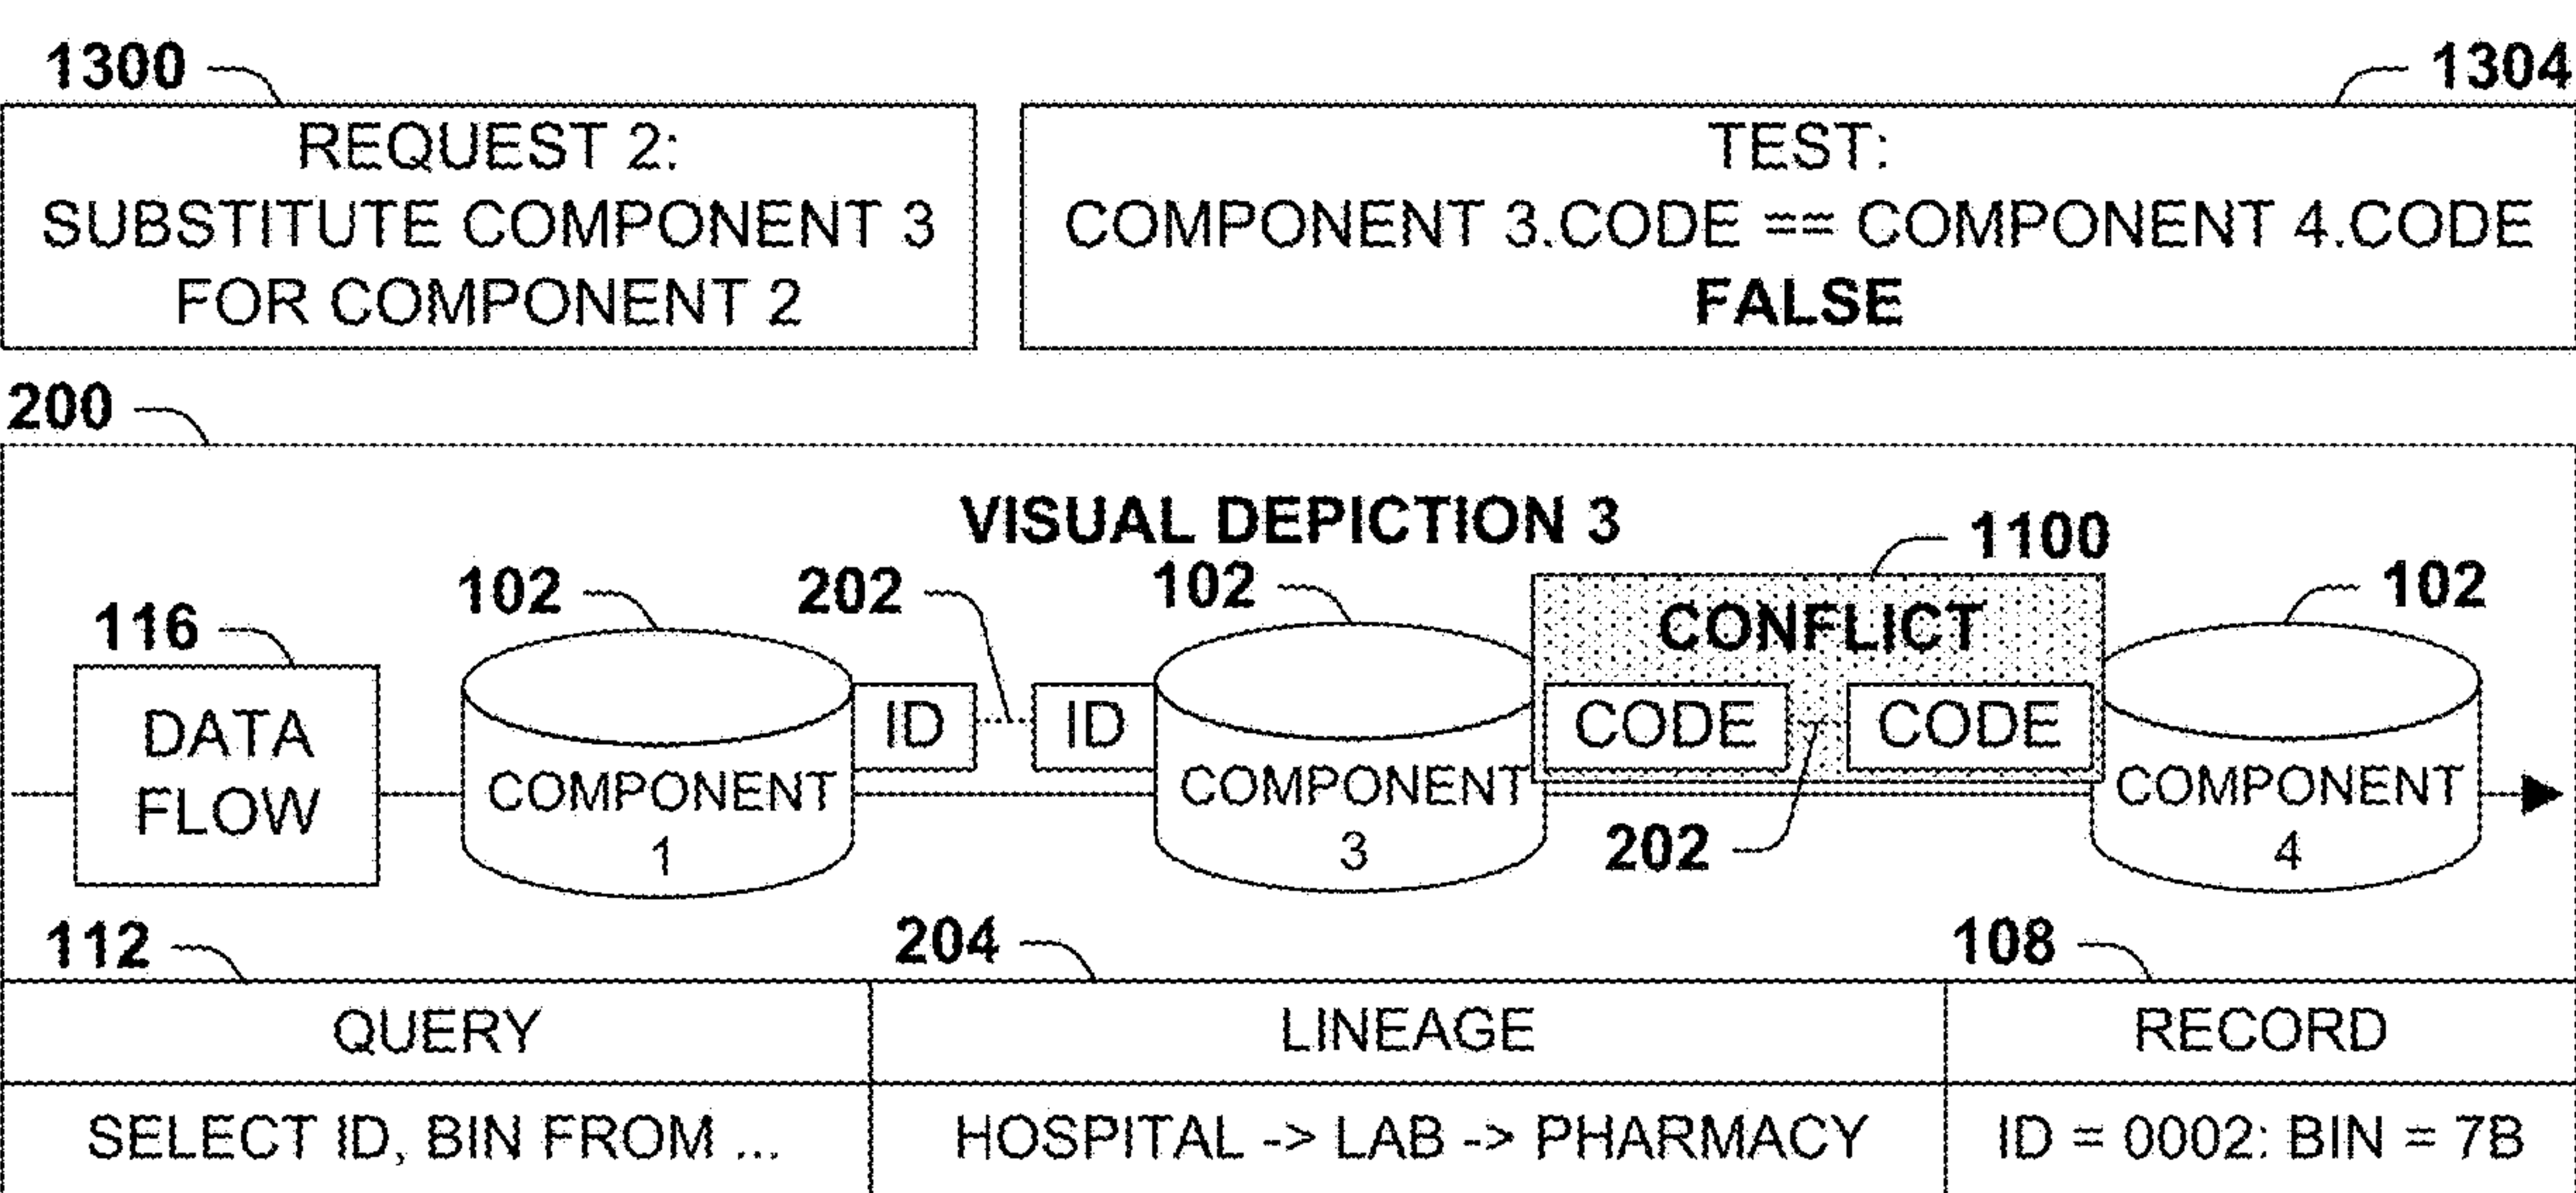 1300
1304
REQUEST 2:
SUBSTITUTE COMPONENT 3
FOR COMPONENT 2
TEST:
COMPONENT 3.CODE == COMPONENT 4.CODE
FALSE
200
VISUAL DEPICTION 3
1100
102
202
102
102
116
CONFLICT
DATA
FLOW
ID
ID
CODE
CODE
COMPONENT
1
COMPONENT
3
COMPONENT
4
202
112
204
108
QUERY
LINEAGE
RECORD
SELECT ID, BIN FROM ...
HOSPITAL -> LAB -> PHARMACY
ID = 0002: BIN = 7B